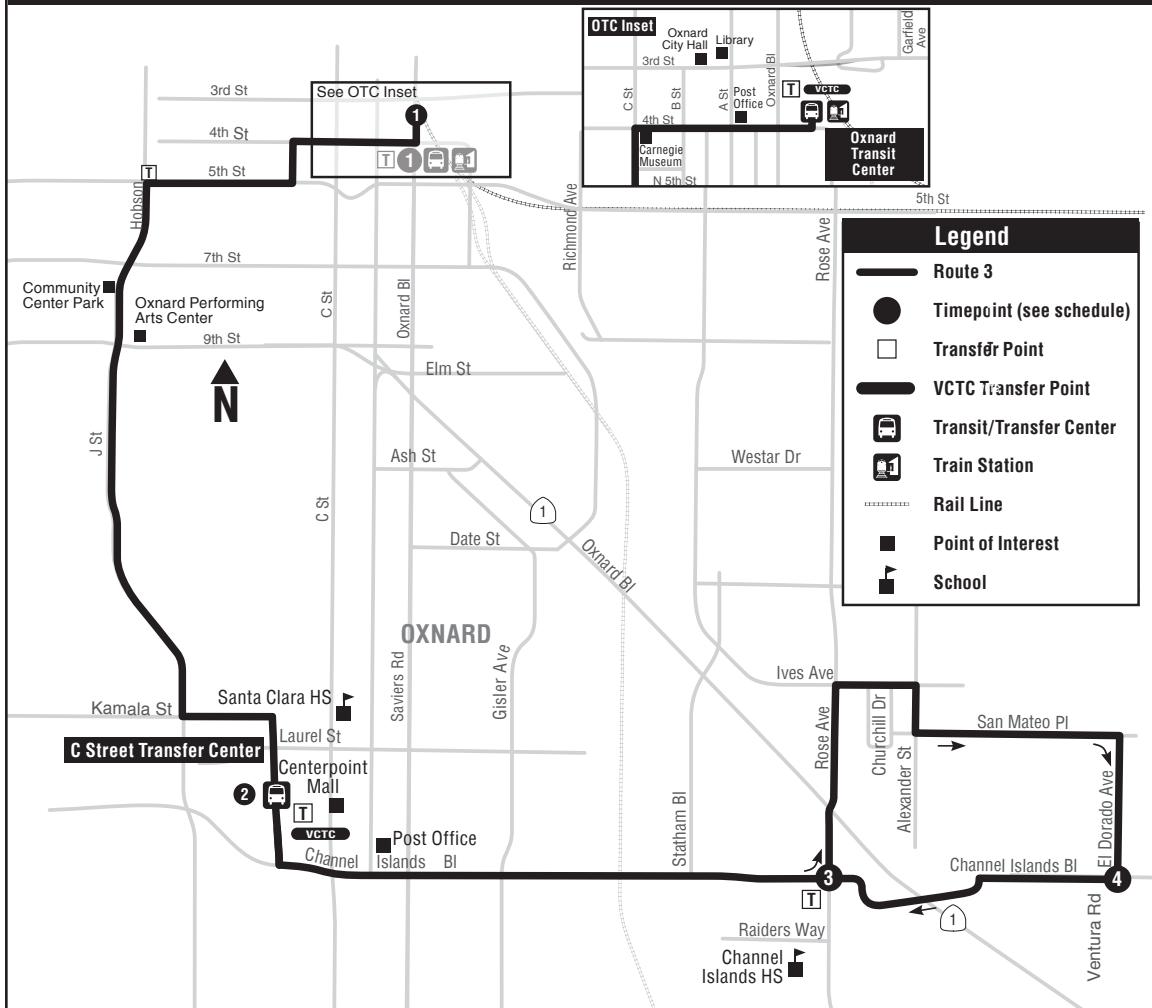 OTC Inset
Oxnard
City Hall
Library
3rd St
Garfield
Ave
C St
B St
A St
Oxnard Bl
Post
Office
T
VCTC
4th St
Carnegie
Museum
N 5th St
Oxnard
Transit
Center
3rd St
See OTC Inset
1
4th St
T
1
T
5th St
Hobson
5th St
Richmond Ave
Rose Ave
7th St
Community
Center Park
Oxnard Performing
Arts Center
9th St
C St
Oxnard Bl
N
Elm St
J St
Ash St
C St
1
Westar Dr
Date St
Oxnard Bl
OXNARD
Saviers Rd
Gisler Ave
Legend
Route 3
Timepoint (see schedule)
Transfer Point
VCTC Transfer Point
Transit/Transfer Center
Train Station
Rail Line
Point of Interest
School
Santa Clara HS
Kamala St
Laurel St
C Street Transfer Center
Centerpoint
Mall
2
T
VCTC
Post Office
Channel Islands Bl
Statham Bl
Ives Ave
Rose Ave
Churchill Dr
Alexander St
San Mateo Pl
El Dorado Ave
Channel Islands Bl
3
T
4
1
Ventura Rd
Raiders Way
Channel
Islands HS